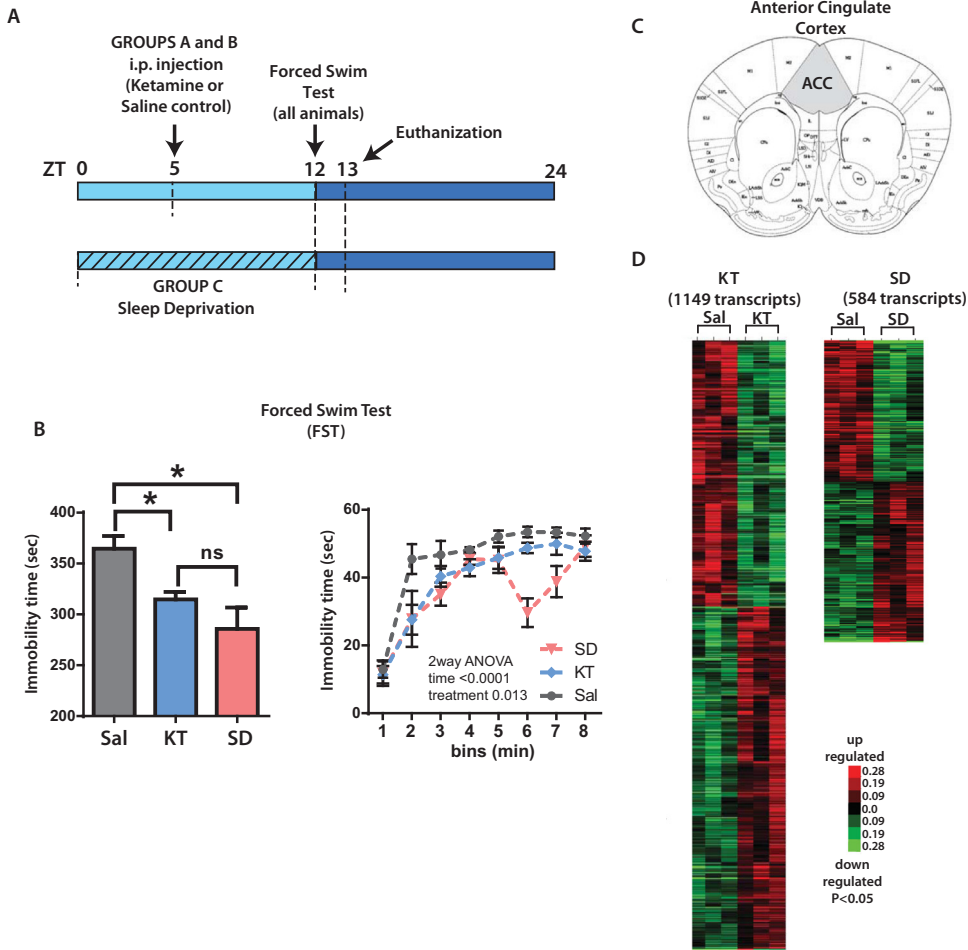 A
GROUPS A and B
i.p. injection
(Ketamine or
Saline control)
Forced Swim
Test
(all animals)
Euthanization
ZT 0 5 12 13 24
GROUP C
Sleep Deprivation
Forced Swim Test
(FST)
B
Immobility time (sec)
400
350
300
250
200
*
*
ns
Sal KT SD
Immobility time (sec)
60
40
20
0
2way ANOVA
time <0.0001
treatment 0.013
SD
KT
Sal
1 2 3 4 5 6 7 8
bins (min)
C
Anterior Cingulate
Cortex
ACC
D
KT
(1149 transcripts)
Sal KT
SD
(584 transcripts)
Sal SD
up
regulated
0.28
0.19
0.09
0.0
0.09
0.19
0.28
down
regulated
P<0.05